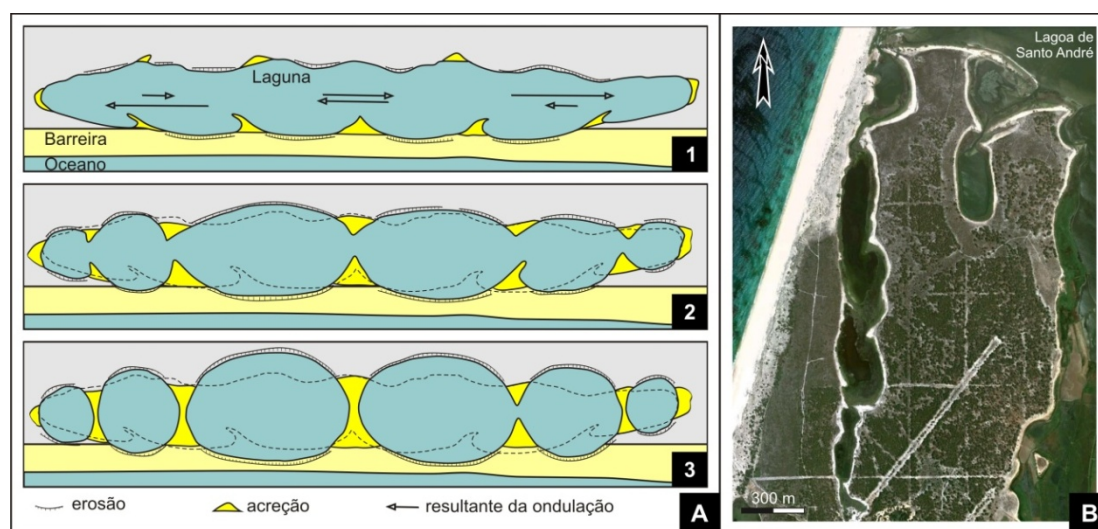 Laguna
Barreira
Oceano
1
2
3
erosão
acreção
resultante da ondulação
A
Lagoa de
Santo André
300 m
B